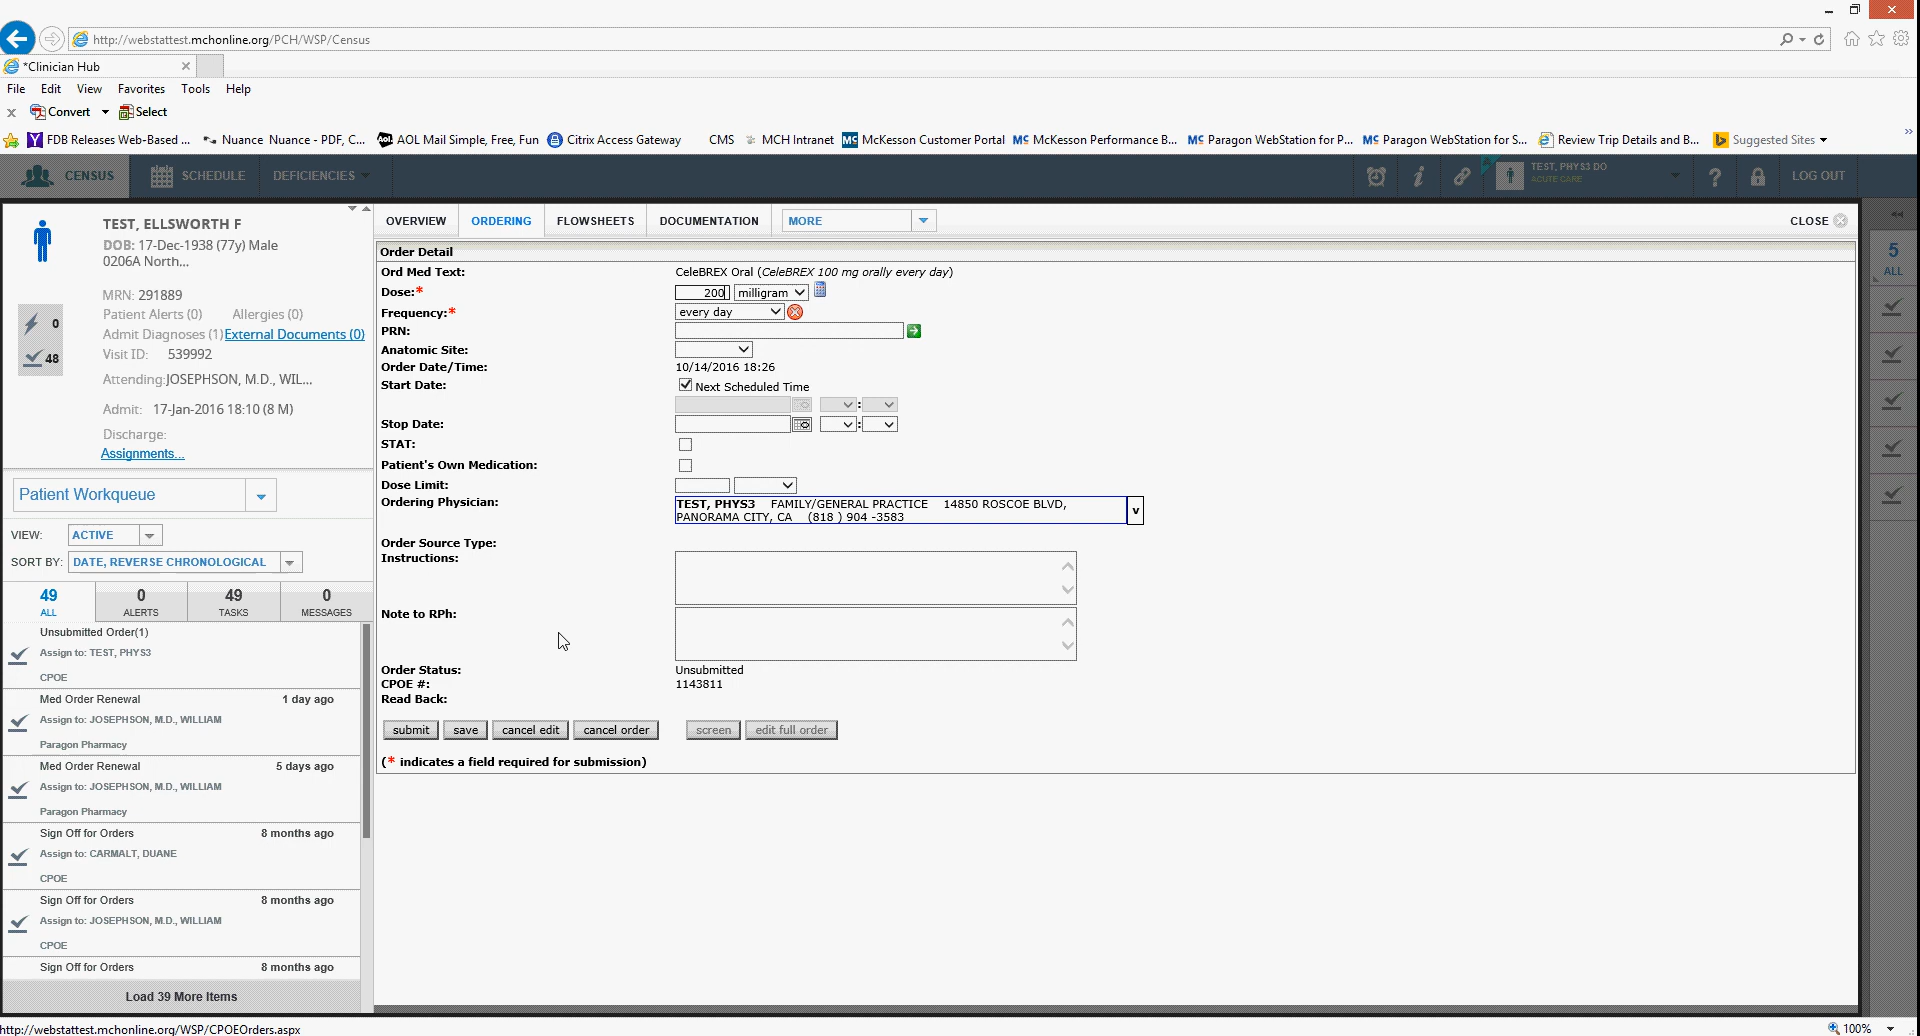 http://webstattest.mchonline.org/PCH/WSP/Census
*Clinician Hub
File Edit View Favorites Tools Help
x Convert Select
FDB Releases Web-Based ... Nuance Nuance - PDF, C... AOL Mail Simple, Free, Fun Citrix Access Gateway CMS MCH Intranet McKesson Customer Portal McKesson Performance B... Paragon WebStation for P... Paragon WebStation for S... Review Trip Details and B... Suggested Sites
CENSUS SCHEDULE DEFICIENCIES TEST, PHYS3 DO LOG OUT
ACUTE CARE
TEST, ELLSWORTH F
DOB: 17-Dec-1938 (77y) Male
0206A North...
MRN: 291889
Patient Alerts (0) Allergies (0)
Admit Diagnoses (1) External Documents (0)
Visit ID: 539992
Attending:JOSEPHSON, M.D., WIL...
Admit: 17-Jan-2016 18:10 (8 M)
Discharge:
Assignments...
0
48
Patient Workqueue
VIEW: ACTIVE
SORT BY: DATE, REVERSE CHRONOLOGICAL
49 0 49 0
ALL ALERTS TASKS MESSAGES
Unsubmitted Order(1)
Assign to: TEST, PHYS3
CPOE
Med Order Renewal 1 day ago
Assign to: JOSEPHSON, M.D., WILLIAM
Paragon Pharmacy
Med Order Renewal 5 days ago
Assign to: JOSEPHSON, M.D., WILLIAM
Paragon Pharmacy
Sign Off for Orders 8 months ago
Assign to: CARMALT, DUANE
CPOE
Sign Off for Orders 8 months ago
Assign to: JOSEPHSON, M.D., WILLIAM
CPOE
Sign Off for Orders 8 months ago
Load 39 More Items
OVERVIEW ORDERING FLOWSHEETS DOCUMENTATION MORE CLOSE
Order Detail
Ord Med Text: CeleBREX Oral (CeleBREX 100 mg orally every day)
Dose:* 200 milligram
Frequency:* every day
PRN:
Anatomic Site:
Order Date/Time: 10/14/2016 18:26
Start Date: Next Scheduled Time
:
Stop Date: :
STAT:
Patient's Own Medication:
Dose Limit:
Ordering Physician: TEST, PHYS3 FAMILY/GENERAL PRACTICE 14850 ROSCOE BLVD,
PANORAMA CITY, CA (818 ) 904 -3583
v
Order Source Type:
Instructions:
Note to RPh:
Order Status: Unsubmitted
CPOE #: 1143811
Read Back:
submit save cancel edit cancel order screen edit full order
(* indicates a field required for submission)
5
ALL
http://webstattest.mchonline.org/WSP/CPOEOrders.aspx
100%